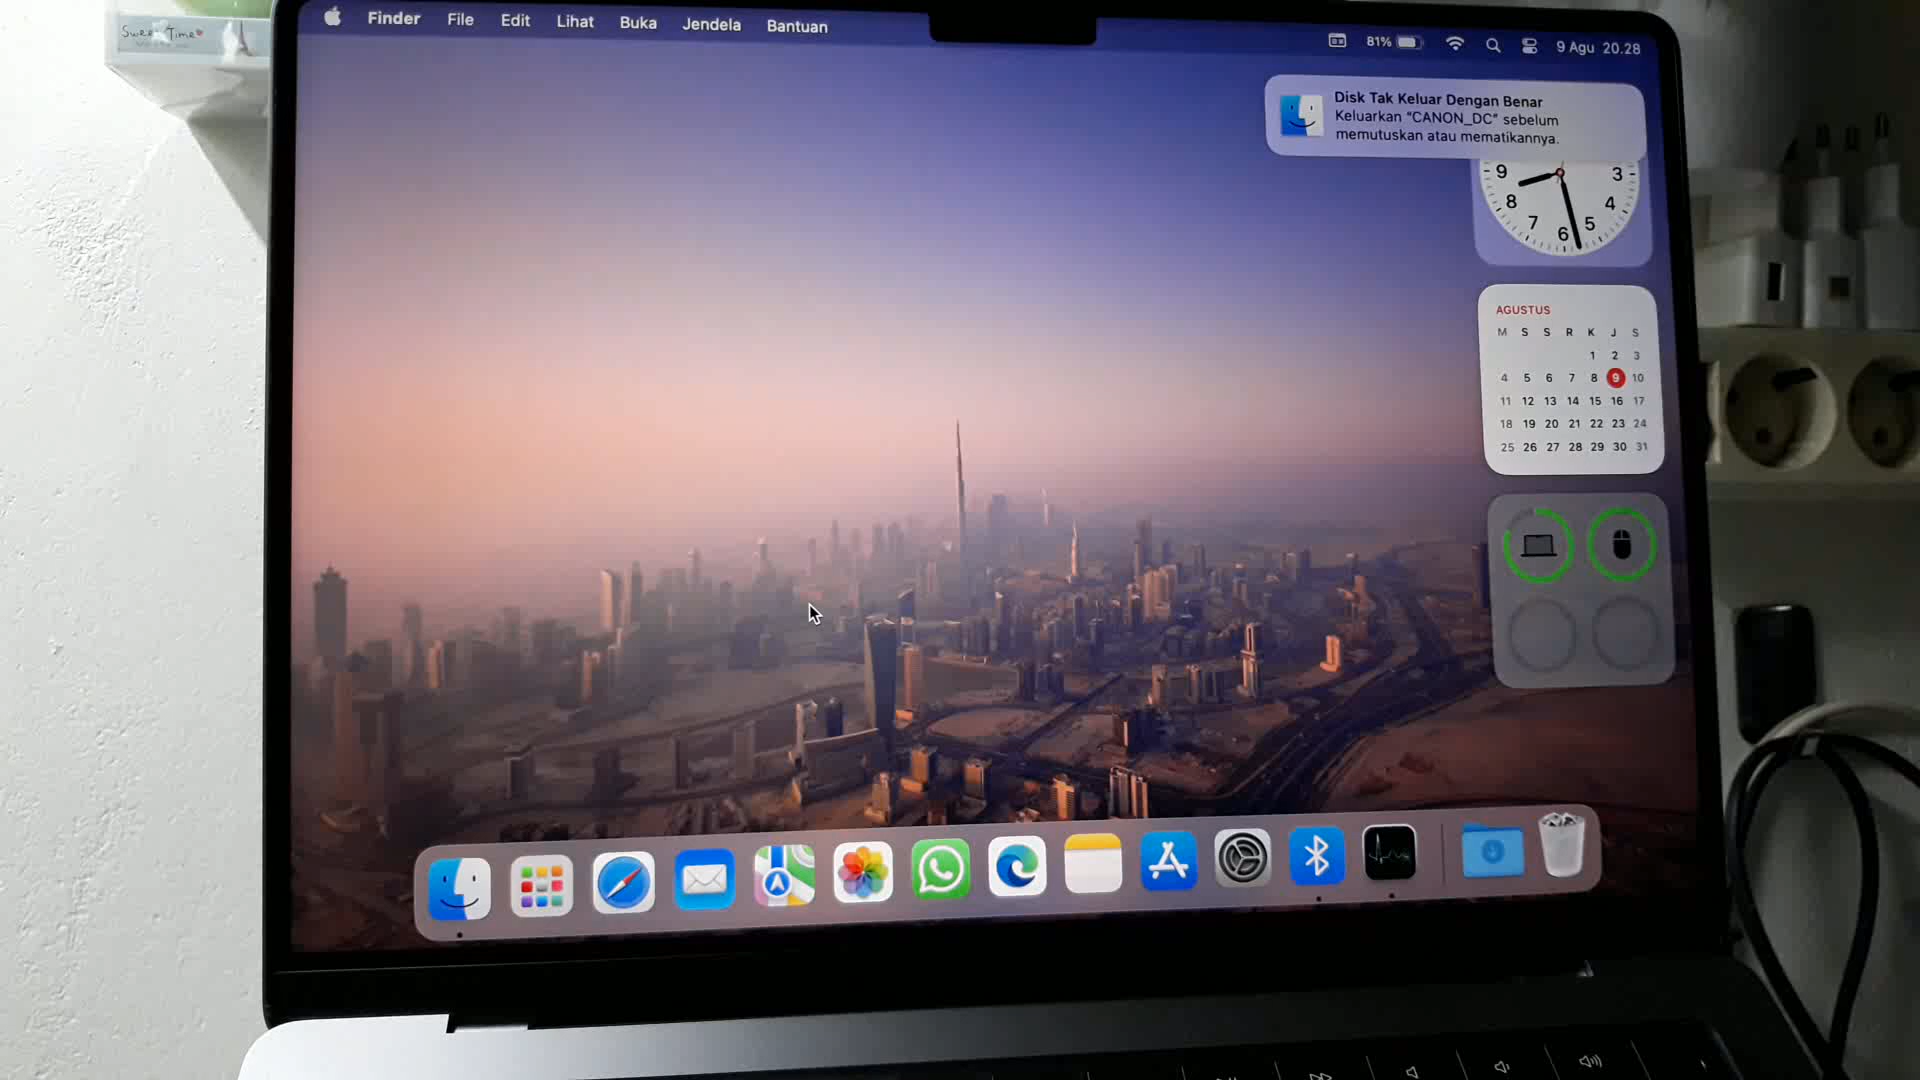 Sweet Time
Finder File Edit Lihat Buka Jendela Bantuan
81% 9 Agu 20.28
Disk Tak Keluar Dengan Benar
Keluarkan "CANON_DC" sebelum
memutuskan atau mematikannya.
9 3
8 4
7 6 5
AGUSTUS
M S S R K J S
1 2 3
4 5 6 7 8 9 10
11 12 13 14 15 16 17
18 19 20 21 22 23 24
25 26 27 28 29 30 31